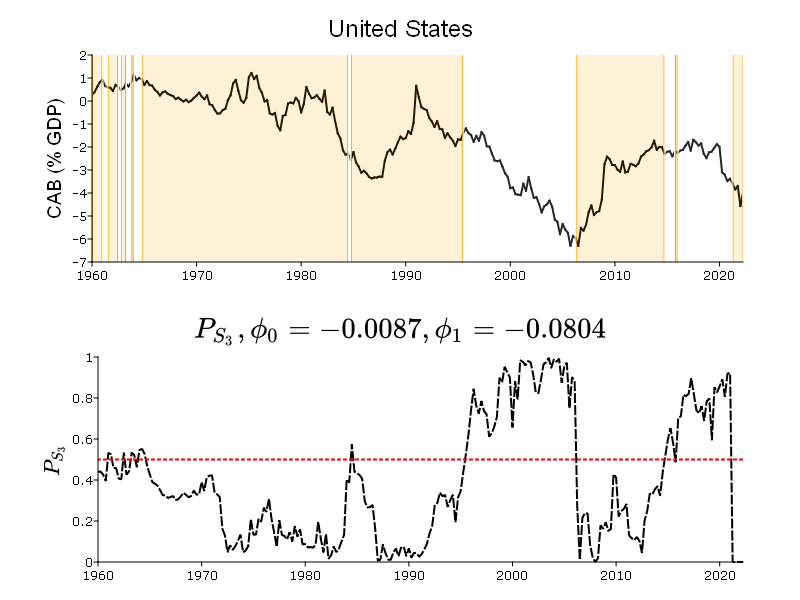 United States
CAB (% GDP)
2
1
0
-1
-2
-3
-4
-5
-6
-7
1960 1970 1980 1990 2000 2010 2020
P_{S_3}, ϕ_0 = −0.0087, ϕ_1 = −0.0804
P_{S_3}
1
0.8
0.6
0.4
0.2
0
1960 1970 1980 1990 2000 2010 2020